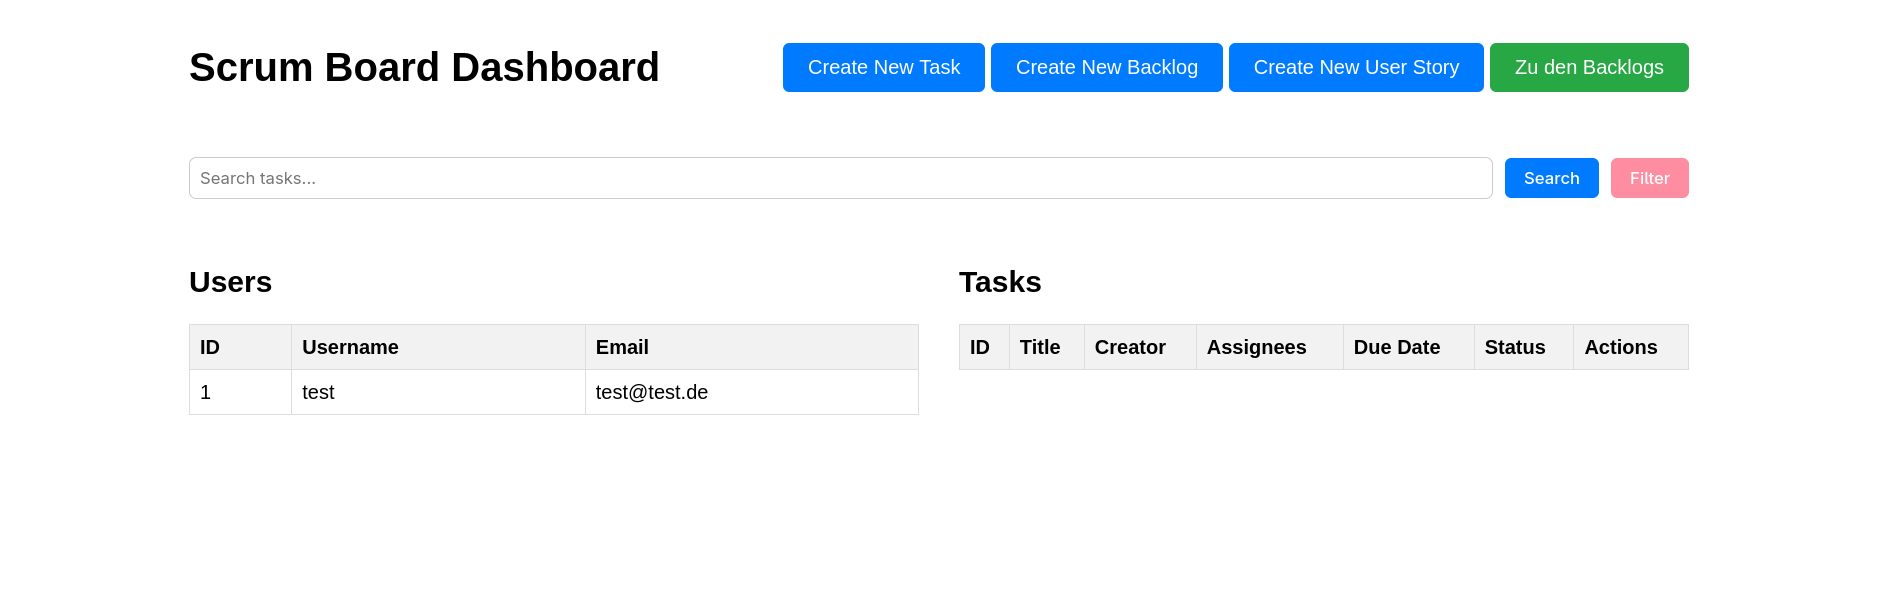 Scrum Board Dashboard
Create New Task
Create New Backlog
Create New User Story
Zu den Backlogs
Search tasks...
Search
Filter
Users
ID Username Email
1 test test@test.de
Tasks
ID Title Creator Assignees Due Date Status Actions